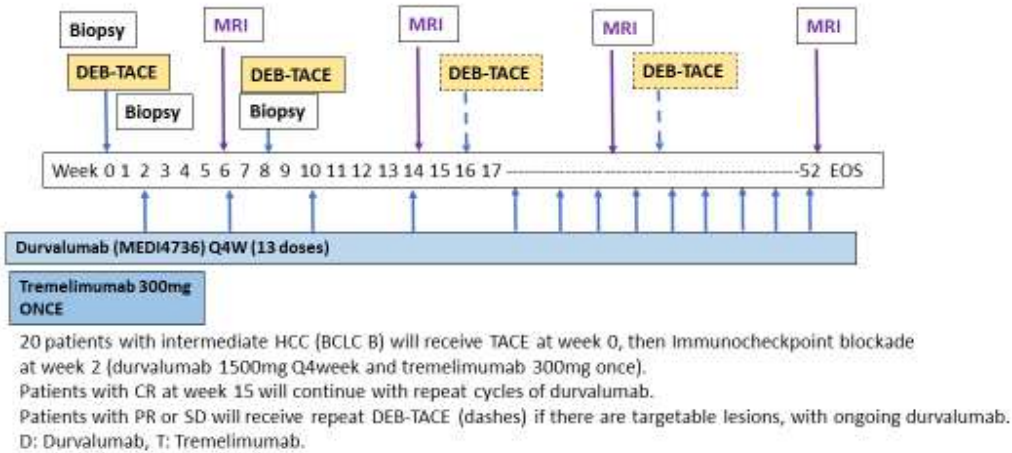 Biopsy
MRI
MRI
MRI
MRI
DEB-TACE
DEB-TACE
DEB-TACE
DEB-TACE
Biopsy
Biopsy
Week 0 1 2 3 4 5 6 7 8 9 10 11 12 13 14 15 16 17 ------------------------------------------52 EOS
Durvalumab (MEDI4736) Q4W (13 doses)
Tremelimumab 300mg
ONCE
20 patients with intermediate HCC (BCLC B) will receive TACE at week 0, then Immunocheckpoint blockade
at week 2 (durvalumab 1500mg Q4week and tremelimumab 300mg once).
Patients with CR at week 15 will continue with repeat cycles of durvalumab.
Patients with PR or SD will receive repeat DEB-TACE (dashes) if there are targetable lesions, with ongoing durvalumab.
D: Durvalumab, T: Tremelimumab.